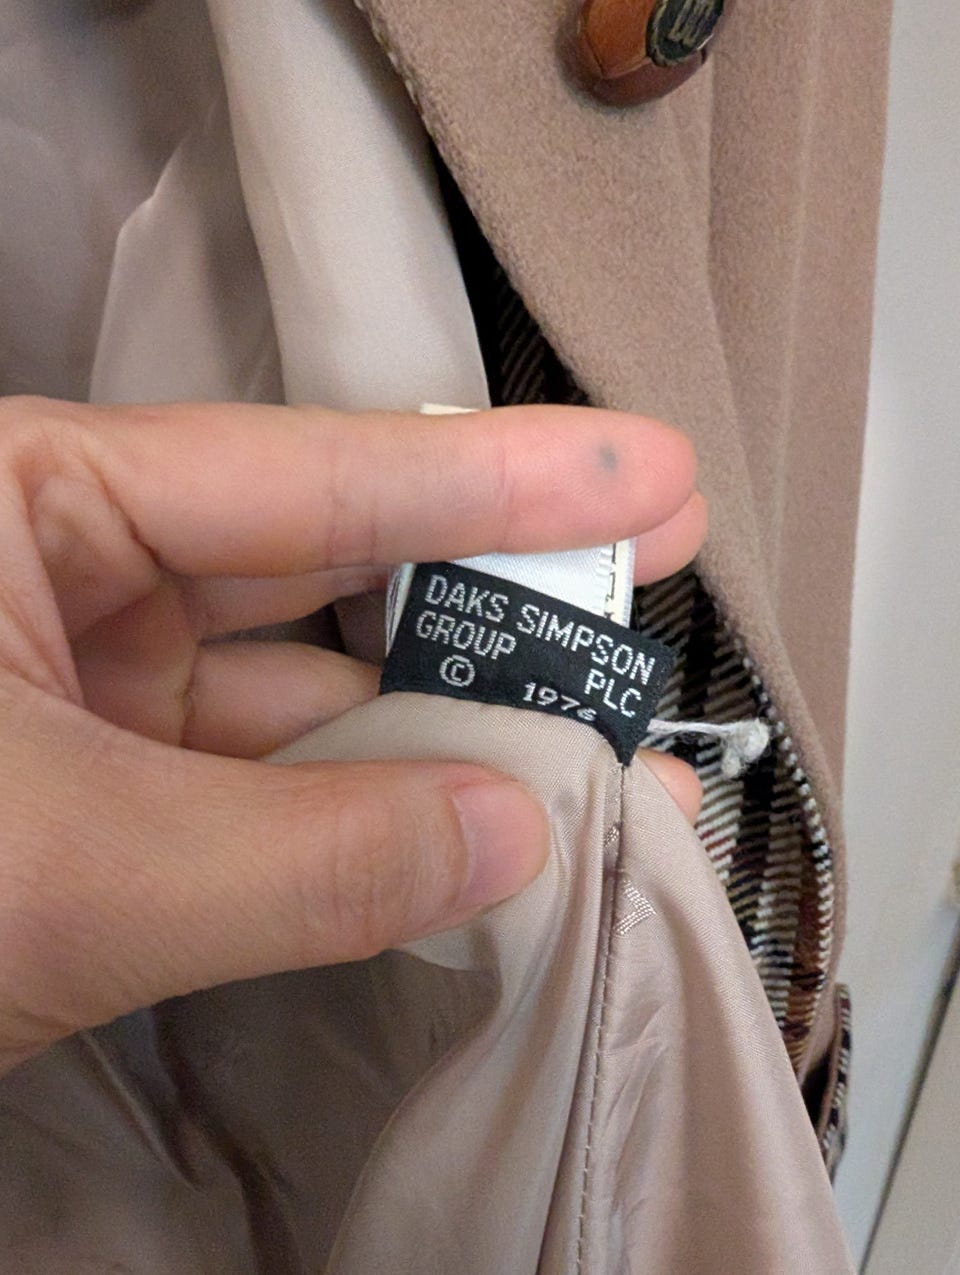 DAKS SIMPSON
GROUP PLC
© 1976